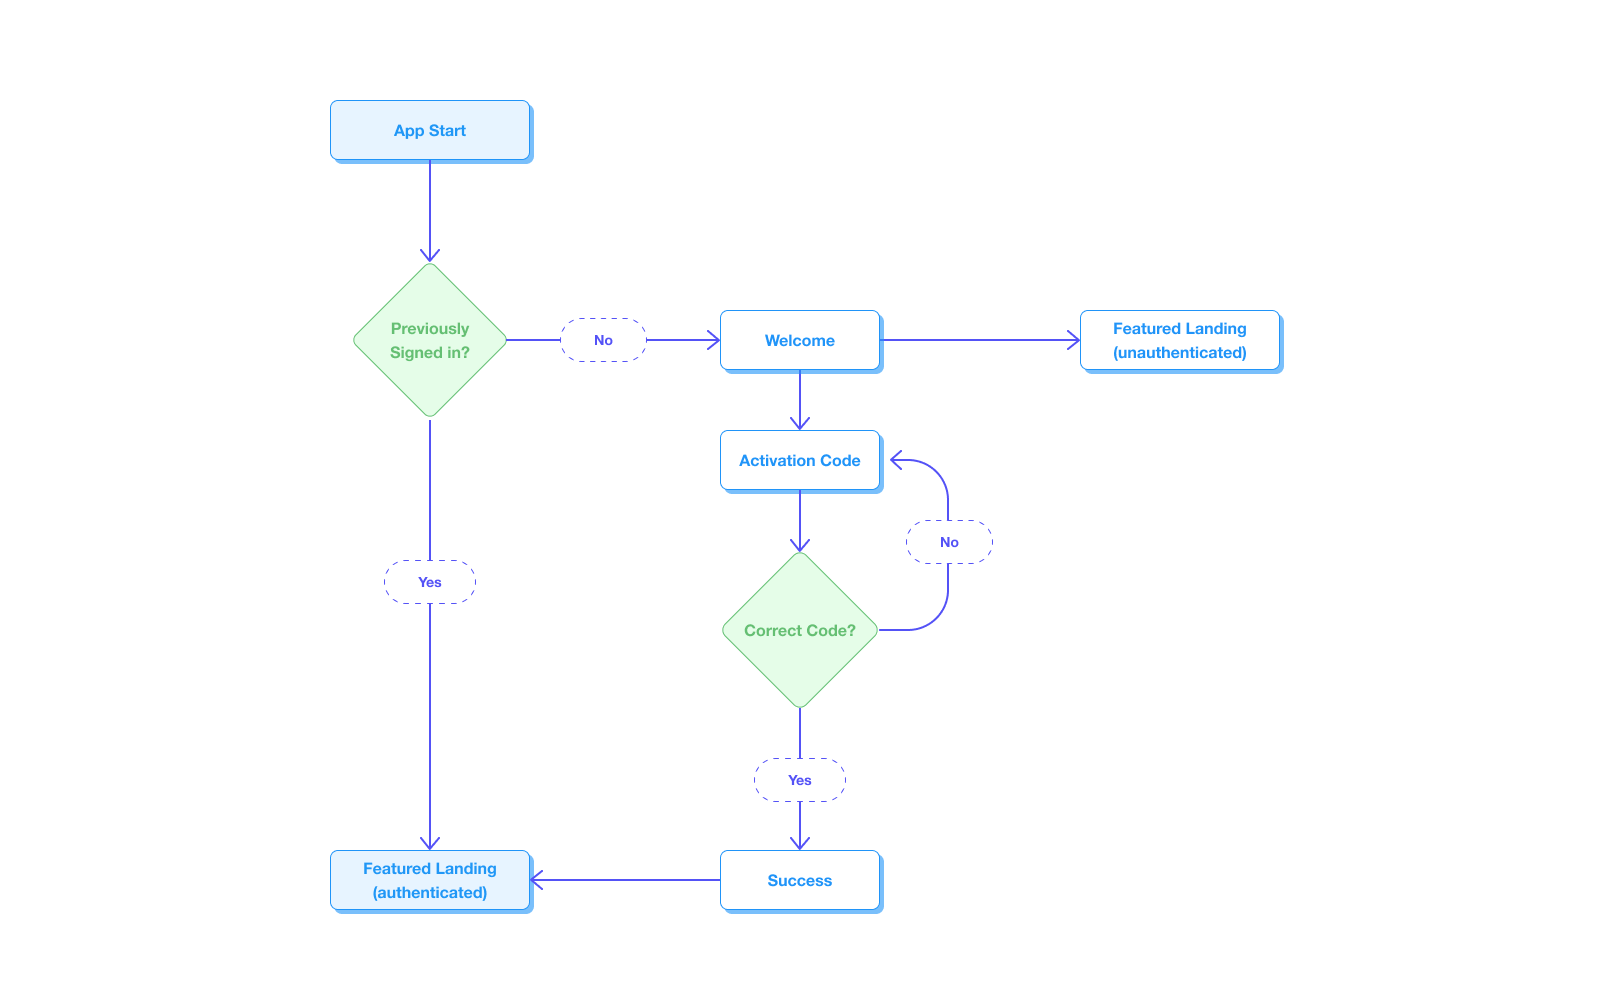 App Start
Previously
Signed in?
No
Welcome
Featured Landing
(unauthenticated)
Activation Code
No
Yes
Correct Code?
Yes
Featured Landing
(authenticated)
Success